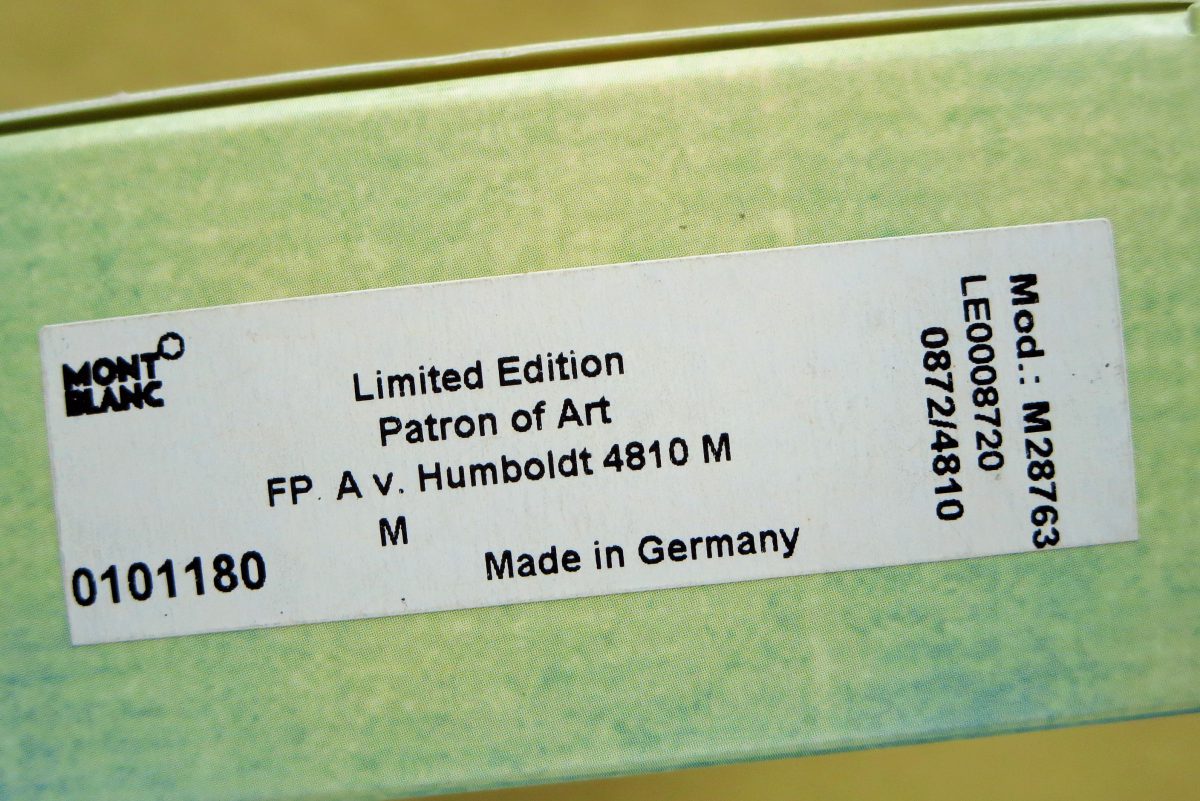 MONT
BLANC
Limited Edition
Patron of Art
FP. A v. Humboldt 4810 M
M
0101180
Made in Germany
Mod.: M28763
LE0008720
0872/4810